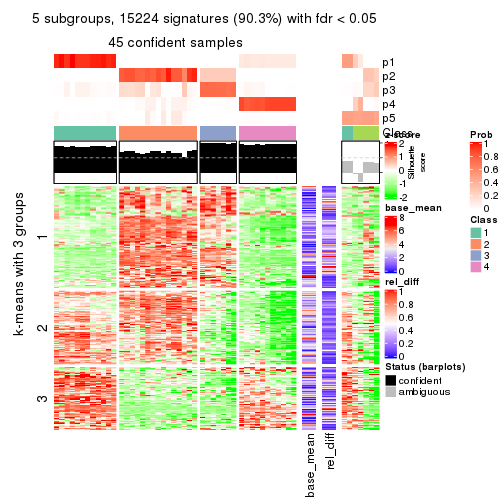 5 subgroups, 15224 signatures (90.3%) with fdr < 0.05
45 confident samples
p1
p2
p3
p4
p5
Class
z-score
2
1
0
-1
-2
Silhouette
score
base_mean
8
6
4
2
0
rel_diff
1
0.8
0.6
0.4
0.2
0
Status (barplots)
confident
ambiguous
Prob
1
0.8
0.6
0.4
0.2
0
Class
1
2
3
4
k-means with 3 groups
1
2
3
base_mean
rel_diff